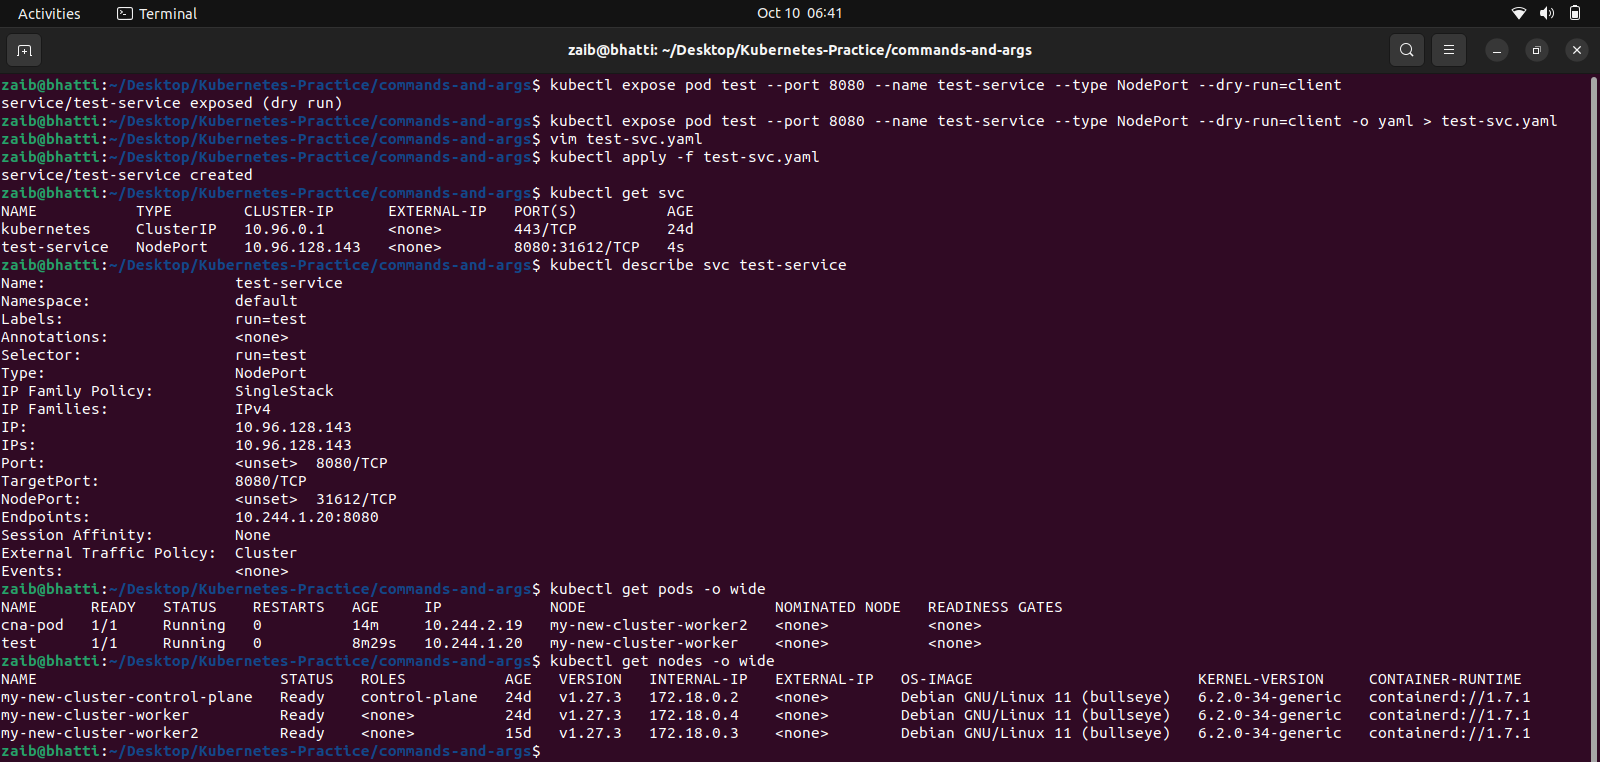 Activities Terminal Oct 10 06:41
zaib@bhatti: ~/Desktop/Kubernetes-Practice/commands-and-args
zaib@bhatti:~/Desktop/Kubernetes-Practice/commands-and-args$ kubectl expose pod test --port 8080 --name test-service --type NodePort --dry-run=client
service/test-service exposed (dry run)
zaib@bhatti:~/Desktop/Kubernetes-Practice/commands-and-args$ kubectl expose pod test --port 8080 --name test-service --type NodePort --dry-run=client -o yaml > test-svc.yaml
zaib@bhatti:~/Desktop/Kubernetes-Practice/commands-and-args$ vim test-svc.yaml
zaib@bhatti:~/Desktop/Kubernetes-Practice/commands-and-args$ kubectl apply -f test-svc.yaml
service/test-service created
zaib@bhatti:~/Desktop/Kubernetes-Practice/commands-and-args$ kubectl get svc
NAME           TYPE        CLUSTER-IP      EXTERNAL-IP   PORT(S)          AGE
kubernetes     ClusterIP   10.96.0.1       <none>        443/TCP          24d
test-service   NodePort    10.96.128.143   <none>        8080:31612/TCP   4s
zaib@bhatti:~/Desktop/Kubernetes-Practice/commands-and-args$ kubectl describe svc test-service
Name:                     test-service
Namespace:                default
Labels:                   run=test
Annotations:              <none>
Selector:                 run=test
Type:                     NodePort
IP Family Policy:         SingleStack
IP Families:              IPv4
IP:                       10.96.128.143
IPs:                      10.96.128.143
Port:                     <unset>  8080/TCP
TargetPort:               8080/TCP
NodePort:                 <unset>  31612/TCP
Endpoints:                10.244.1.20:8080
Session Affinity:         None
External Traffic Policy:  Cluster
Events:                   <none>
zaib@bhatti:~/Desktop/Kubernetes-Practice/commands-and-args$ kubectl get pods -o wide
NAME      READY   STATUS    RESTARTS   AGE     IP            NODE                     NOMINATED NODE   READINESS GATES
cna-pod   1/1     Running   0          14m     10.244.2.19   my-new-cluster-worker2   <none>           <none>
test      1/1     Running   0          8m29s   10.244.1.20   my-new-cluster-worker    <none>           <none>
zaib@bhatti:~/Desktop/Kubernetes-Practice/commands-and-args$ kubectl get nodes -o wide
NAME                           STATUS   ROLES           AGE   VERSION   INTERNAL-IP   EXTERNAL-IP   OS-IMAGE                         KERNEL-VERSION     CONTAINER-RUNTIME
my-new-cluster-control-plane   Ready    control-plane   24d   v1.27.3   172.18.0.2    <none>        Debian GNU/Linux 11 (bullseye)   6.2.0-34-generic   containerd://1.7.1
my-new-cluster-worker          Ready    <none>          24d   v1.27.3   172.18.0.4    <none>        Debian GNU/Linux 11 (bullseye)   6.2.0-34-generic   containerd://1.7.1
my-new-cluster-worker2         Ready    <none>          15d   v1.27.3   172.18.0.3    <none>        Debian GNU/Linux 11 (bullseye)   6.2.0-34-generic   containerd://1.7.1
zaib@bhatti:~/Desktop/Kubernetes-Practice/commands-and-args$